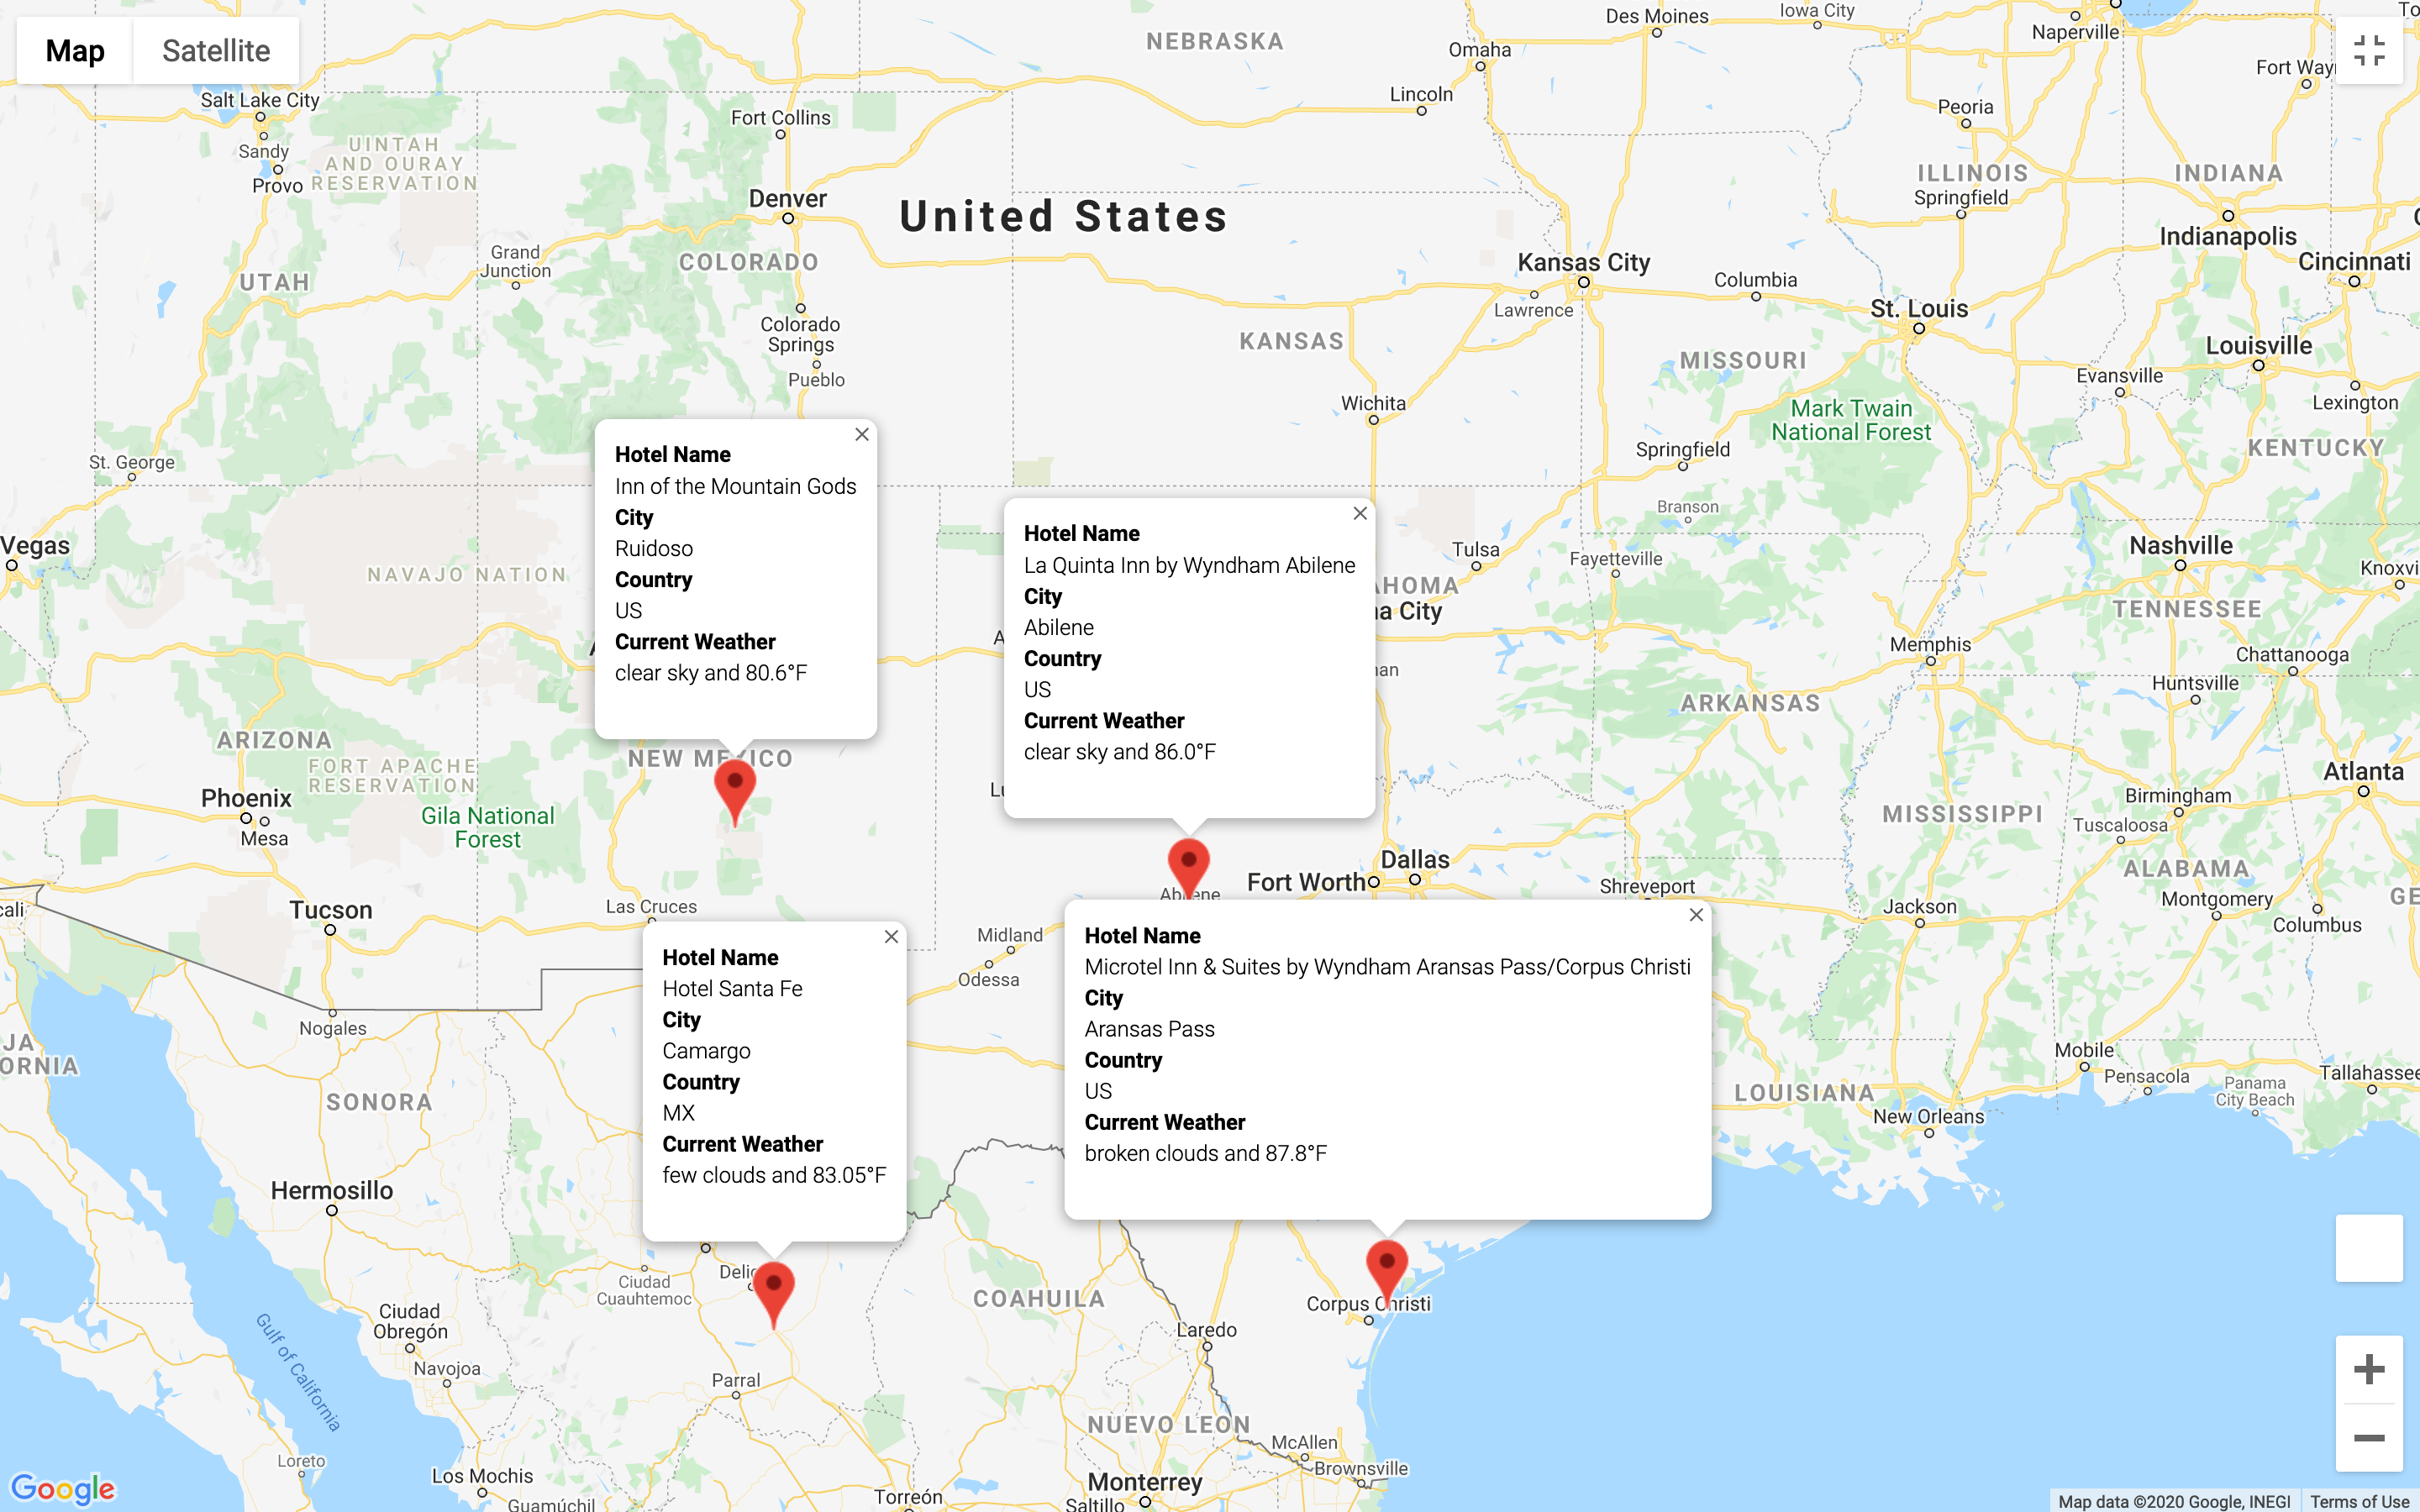 Map
Satellite
United States
NEBRASKA
Des Moines
Iowa City
Omaha
Lincoln
Naperville
Peoria
Salt Lake City
Sandy
Provo
UINTAH
AND OURAY
RESERVATION
Fort Collins
Denver
Grand
Junction
COLORADO
UTAH
Colorado
Springs
Pueblo
KANSAS
Kansas City
Lawrence
Columbia
ILLINOIS
Springfield
INDIANA
Indianapolis
Cincinnati
St. Louis
Louisville
MISSOURI
Evansville
Lexington
Wichita
Mark Twain
National Forest
Springfield
KENTUCKY
St. George
Branson
Vegas
NAVAJO NATION
Tulsa
Fayetteville
Nashville
TENNESSEE
Memphis
Chattanooga
Huntsville
ARKANSAS
Hotel Name
Inn of the Mountain Gods
City
Ruidoso
Country
US
Current Weather
clear sky and 80.6°F
Hotel Name
La Quinta Inn by Wyndham Abilene
City
Abilene
Country
US
Current Weather
clear sky and 86.0°F
ARIZONA
FORT APACHE
RESERVATION
NEW MEXICO
Phoenix
Mesa
Gila National
Forest
Atlanta
Birmingham
MISSISSIPPI
Tuscaloosa
ALABAMA
Dallas
Fort Worth
Abilene
Shreveport
Jackson
Montgomery
Columbus
Tucson
Las Cruces
Midland
Odessa
Nogales
Hotel Name
Hotel Santa Fe
City
Camargo
Country
MX
Current Weather
few clouds and 83.05°F
Hotel Name
Microtel Inn & Suites by Wyndham Aransas Pass/Corpus Christi
City
Aransas Pass
Country
US
Current Weather
broken clouds and 87.8°F
SONORA
Hermosillo
LOUISIANA
New Orleans
Mobile
Pensacola
Panama
City Beach
Tallahassee
Ciudad
Cuauhtemoc
Ciudad
Obregón
Navojoa
Gulf of California
COAHUILA
Corpus Christi
Laredo
Parral
NUEVO LEON
McAllen
Brownsville
Loreto
Los Mochis
Guamúchil
Torreón
Monterrey
Saltillo
Google
Map data ©2020 Google, INEGI
Terms of Use